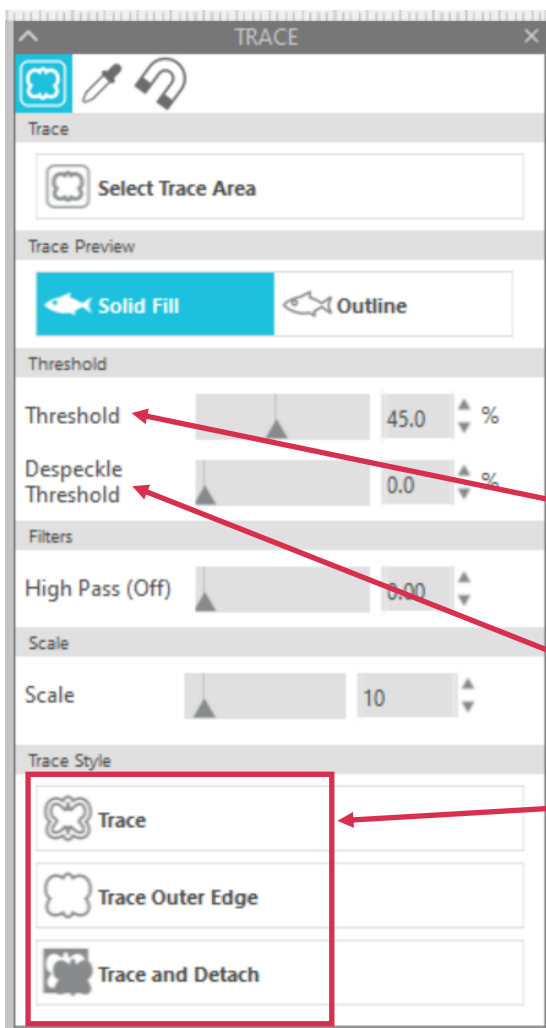 TRACE
Trace
Select Trace Area
Trace Preview
Solid Fill Outline
Threshold
Threshold 45.0 %
Despeckle
Threshold 0.0 %
Filters
High Pass (Off) 0.00
Scale
Scale 10
Trace Style
Trace
Trace Outer Edge
Trace and Detach